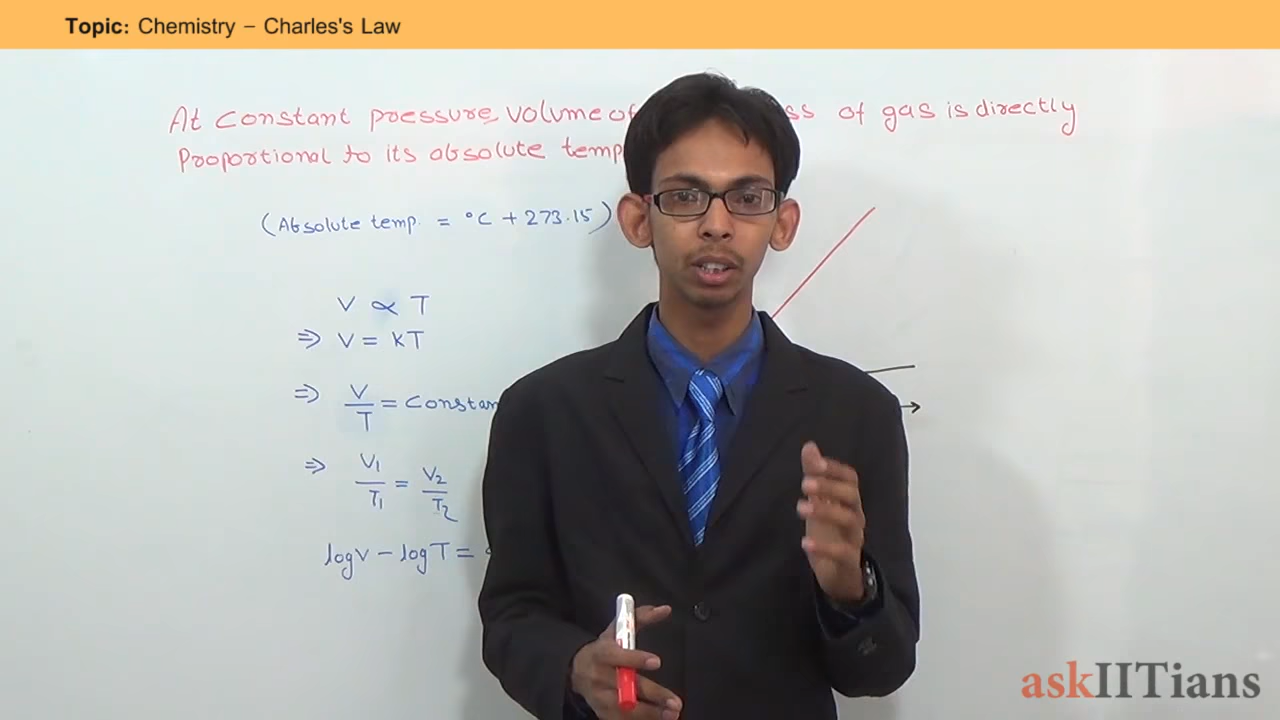 Topic: Chemistry – Charles's Law
At constant pressure, volume of ss of gas is directly
Proportional to its absolute temp
(Absolute temp. = °C + 273.15)
V ∝ T
⇒ V = KT
⇒ V/T = Constan
⇒ V1/T1 = V2/T2
log V – log T =
askIITians